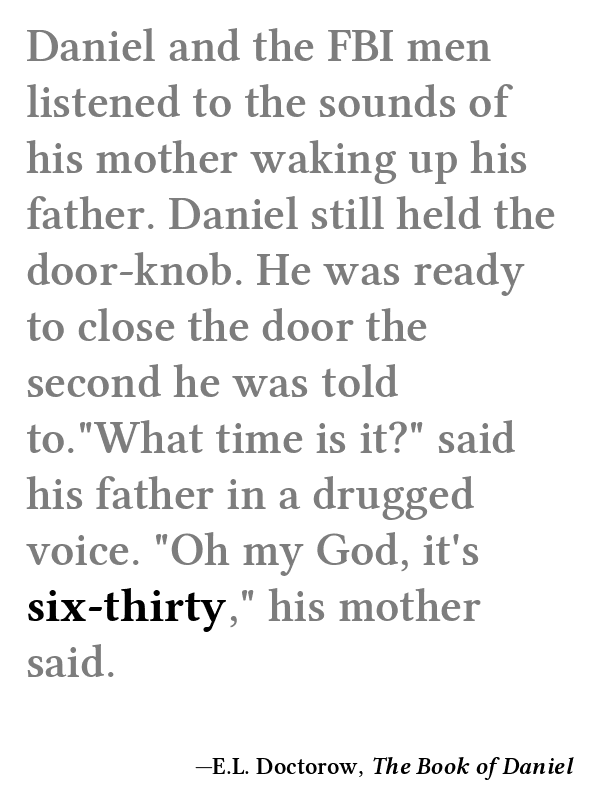 Daniel and the FBI men
listened to the sounds of
his mother waking up his
father. Daniel still held the
door-knob. He was ready
to close the door the
second he was told
to."What time is it?" said
his father in a drugged
voice. "Oh my God, it's
six-thirty," his mother
said.
—E.L. Doctorow, The Book of Daniel